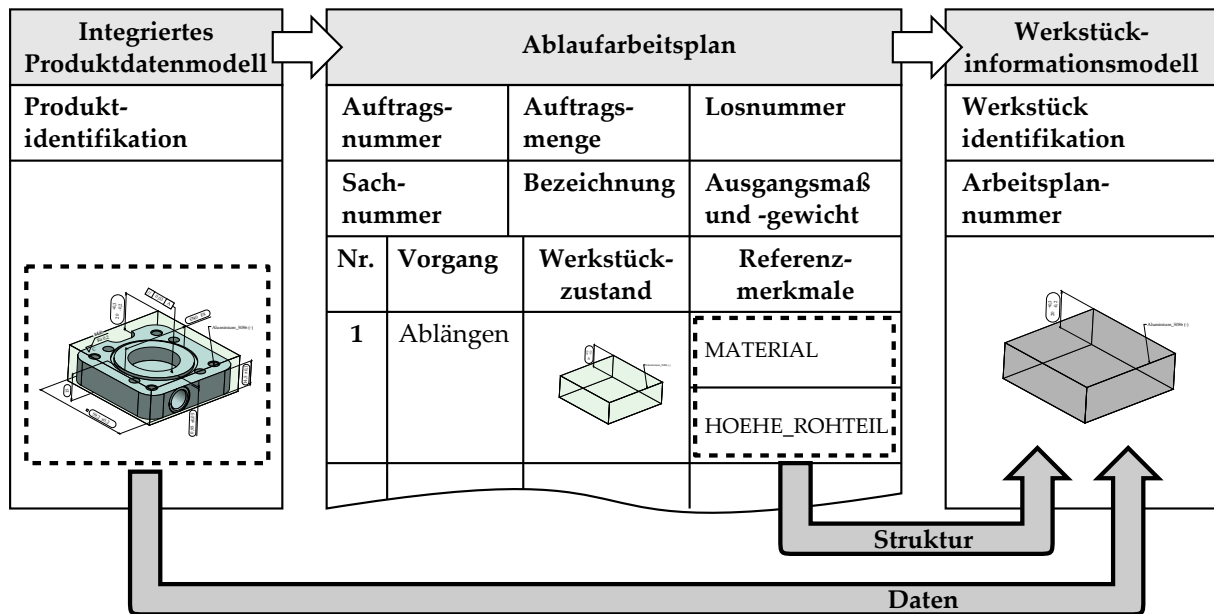 Integriertes
Produktdatenmodell
Ablaufarbeitsplan
Werkstück-
informationsmodell
Produkt-
identifikation
Auftrags-
nummer
Auftrags-
menge
Losnummer
Werkstück
identifikation
Sach-
nummer
Bezeichnung
Ausgangsmaß
und -gewicht
Arbeitsplan-
nummer
Nr.
Vorgang
Werkstück-
zustand
Referenz-
merkmale
1
Ablängen
MATERIAL
HOEHE_ROHTEIL
Struktur
Daten